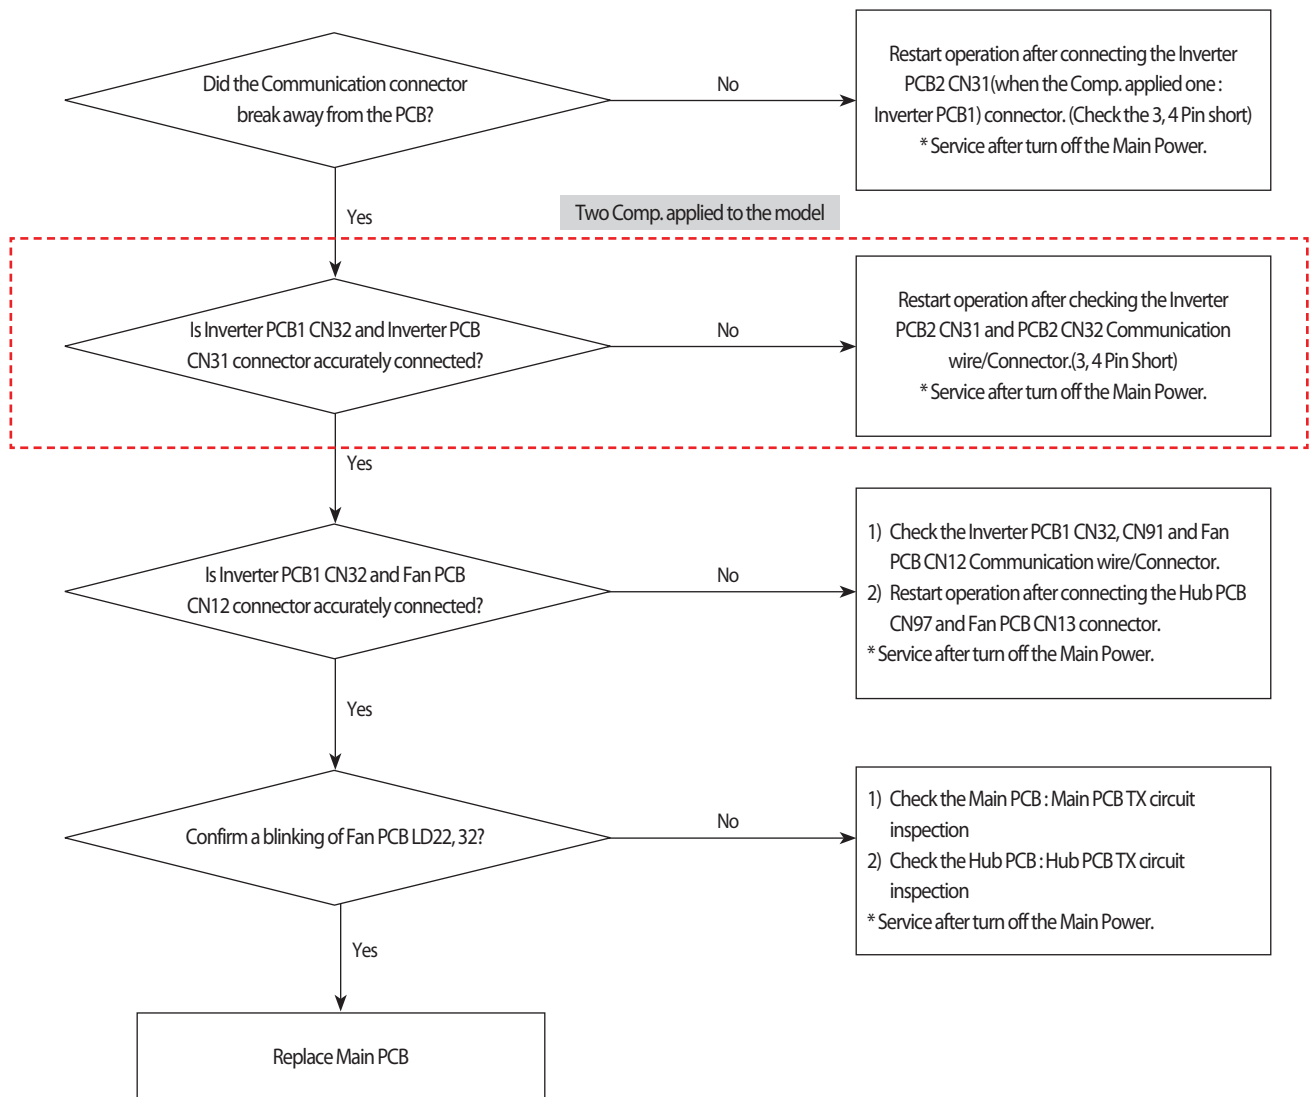 Did the Communication connector
break away from the PCB?
No
Restart operation after connecting the Inverter
PCB2 CN31(when the Comp. applied one :
Inverter PCB1) connector. (Check the 3, 4 Pin short)
* Service after turn off the Main Power.
Yes
Two Comp. applied to the model
Is Inverter PCB1 CN32 and Inverter PCB
CN31 connector accurately connected?
No
Restart operation after checking the Inverter
PCB2 CN31 and PCB2 CN32 Communication
wire/Connector.(3, 4 Pin Short)
* Service after turn off the Main Power.
Yes
Is Inverter PCB1 CN32 and Fan PCB
CN12 connector accurately connected?
No
1) Check the Inverter PCB1 CN32, CN91 and Fan
PCB CN12 Communication wire/Connector.
2) Restart operation after connecting the Hub PCB
CN97 and Fan PCB CN13 connector.
* Service after turn off the Main Power.
Yes
Confirm a blinking of Fan PCB LD22, 32?
No
1) Check the Main PCB : Main PCB TX circuit
inspection
2) Check the Hub PCB : Hub PCB TX circuit
inspection
* Service after turn off the Main Power.
Yes
Replace Main PCB